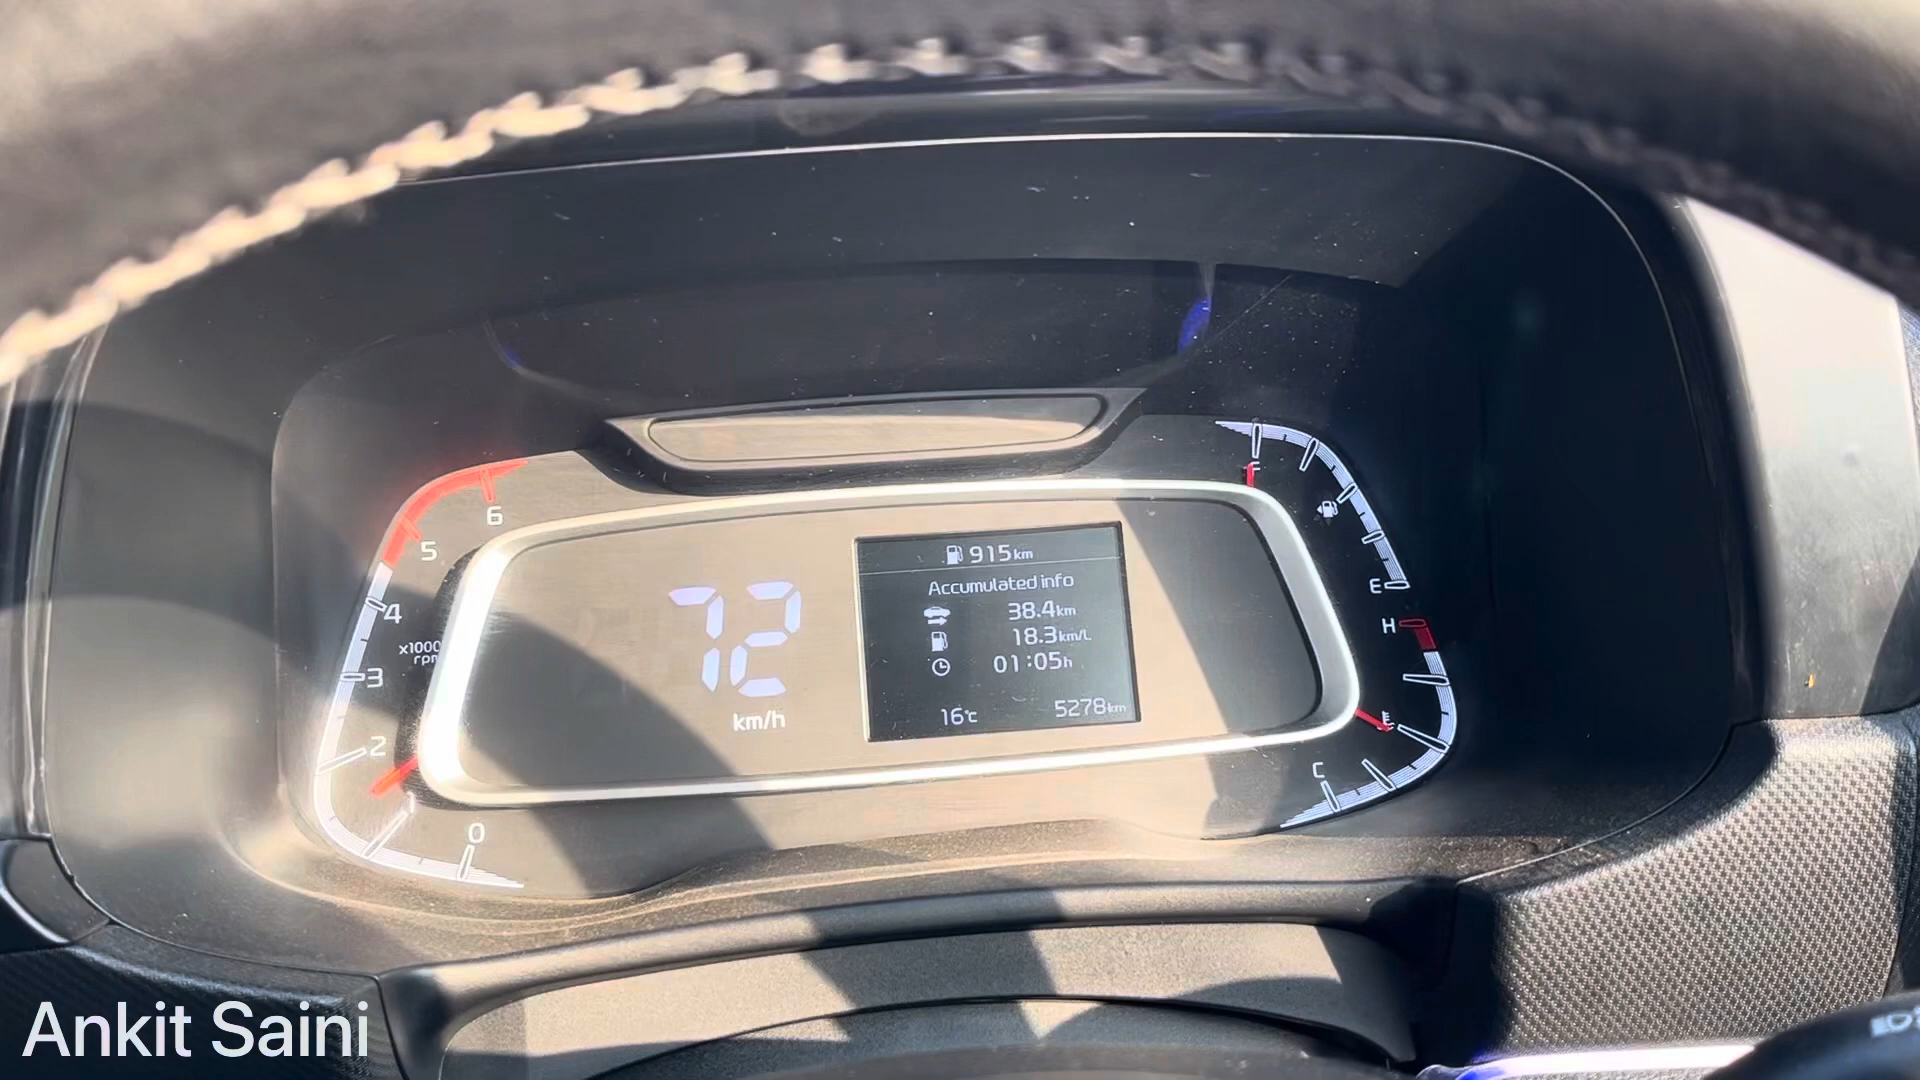 6
5
4
x1000
rpm
3
2
0
72
km/h
915km
Accumulated info
38.4km
18.3km/L
01:05h
16°C
5278km
F
E
H
C
Ankit Saini